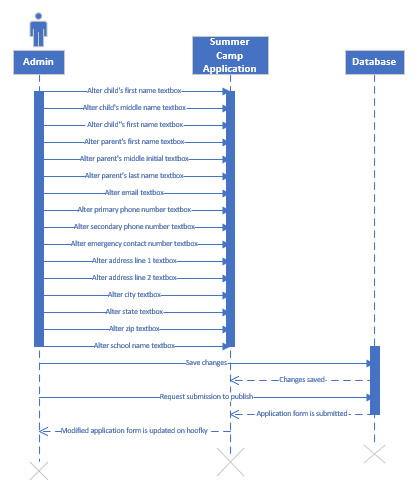 Admin
Summer
Camp
Application
Database
Alter child's first name textbox
Alter child's middle name textbox
Alter child"s first name textbox
Alter parent's first name textbox
Alter parent's middle initial textbox
Alter parent's last name textbox
Alter email textbox
Alter primary phone number textbox
Alter secondary phone number textbox
Alter emergency contact number textbox
Alter address line 1 textbox
Alter address line 2 textbox
Alter city textbox
Alter state textbox
Alter zip textbox
Alter school name textbox
Save changes
Changes saved
Request submission to publish
Application form is submitted
Modified application form is updated on hoofky